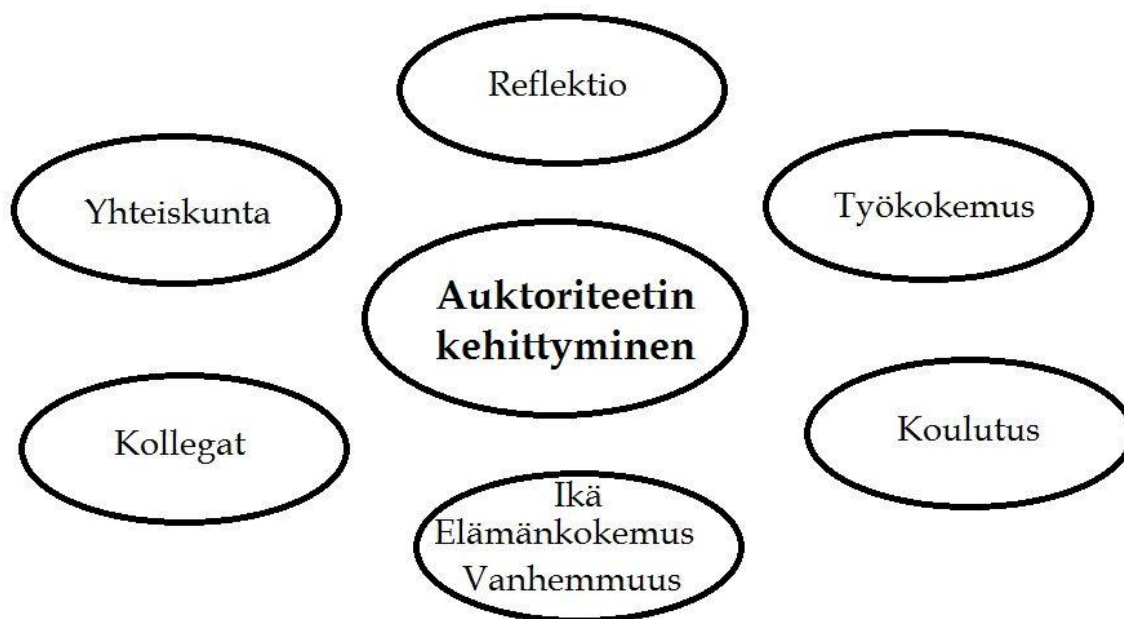 Reflektio
Yhteiskunta
Työkokemus
Auktoriteetin
kehittyminen
Kollegat
Koulutus
Ikä
Elämänkokemus
Vanhemmuus